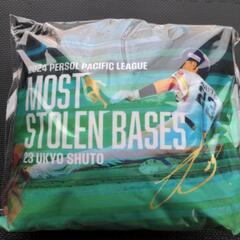 2024 PERSOL PACIFIC LEAGUE
MOST
STOLEN BASES
23 UKYO SHUTO